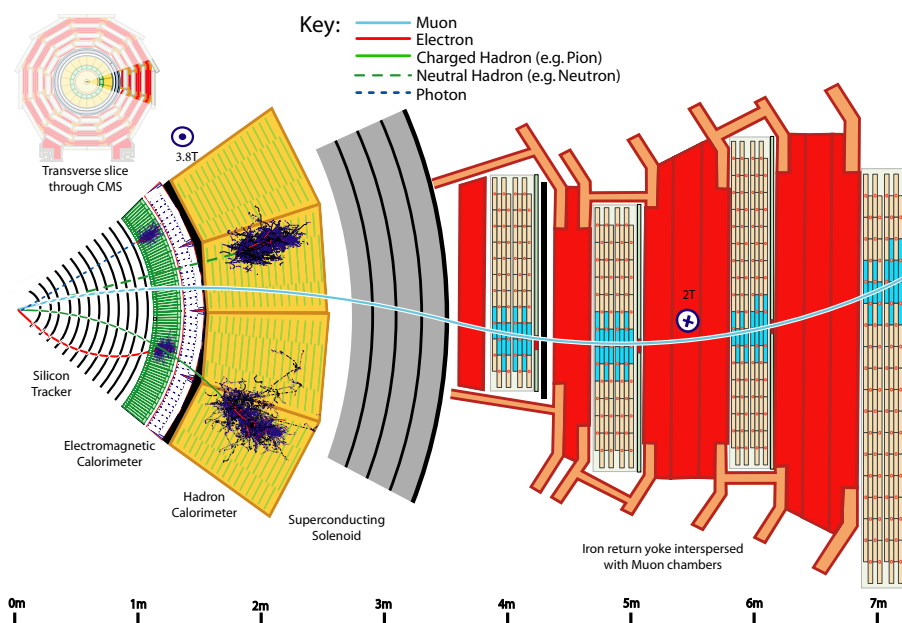 Key:
Muon
Electron
Charged Hadron (e.g. Pion)
Neutral Hadron (e.g. Neutron)
Photon
Transverse slice
through CMS
3.8T
2T
Silicon
Tracker
Electromagnetic
Calorimeter
Hadron
Calorimeter
Superconducting
Solenoid
Iron return yoke interspersed
with Muon chambers
0m 1m 2m 3m 4m 5m 6m 7m